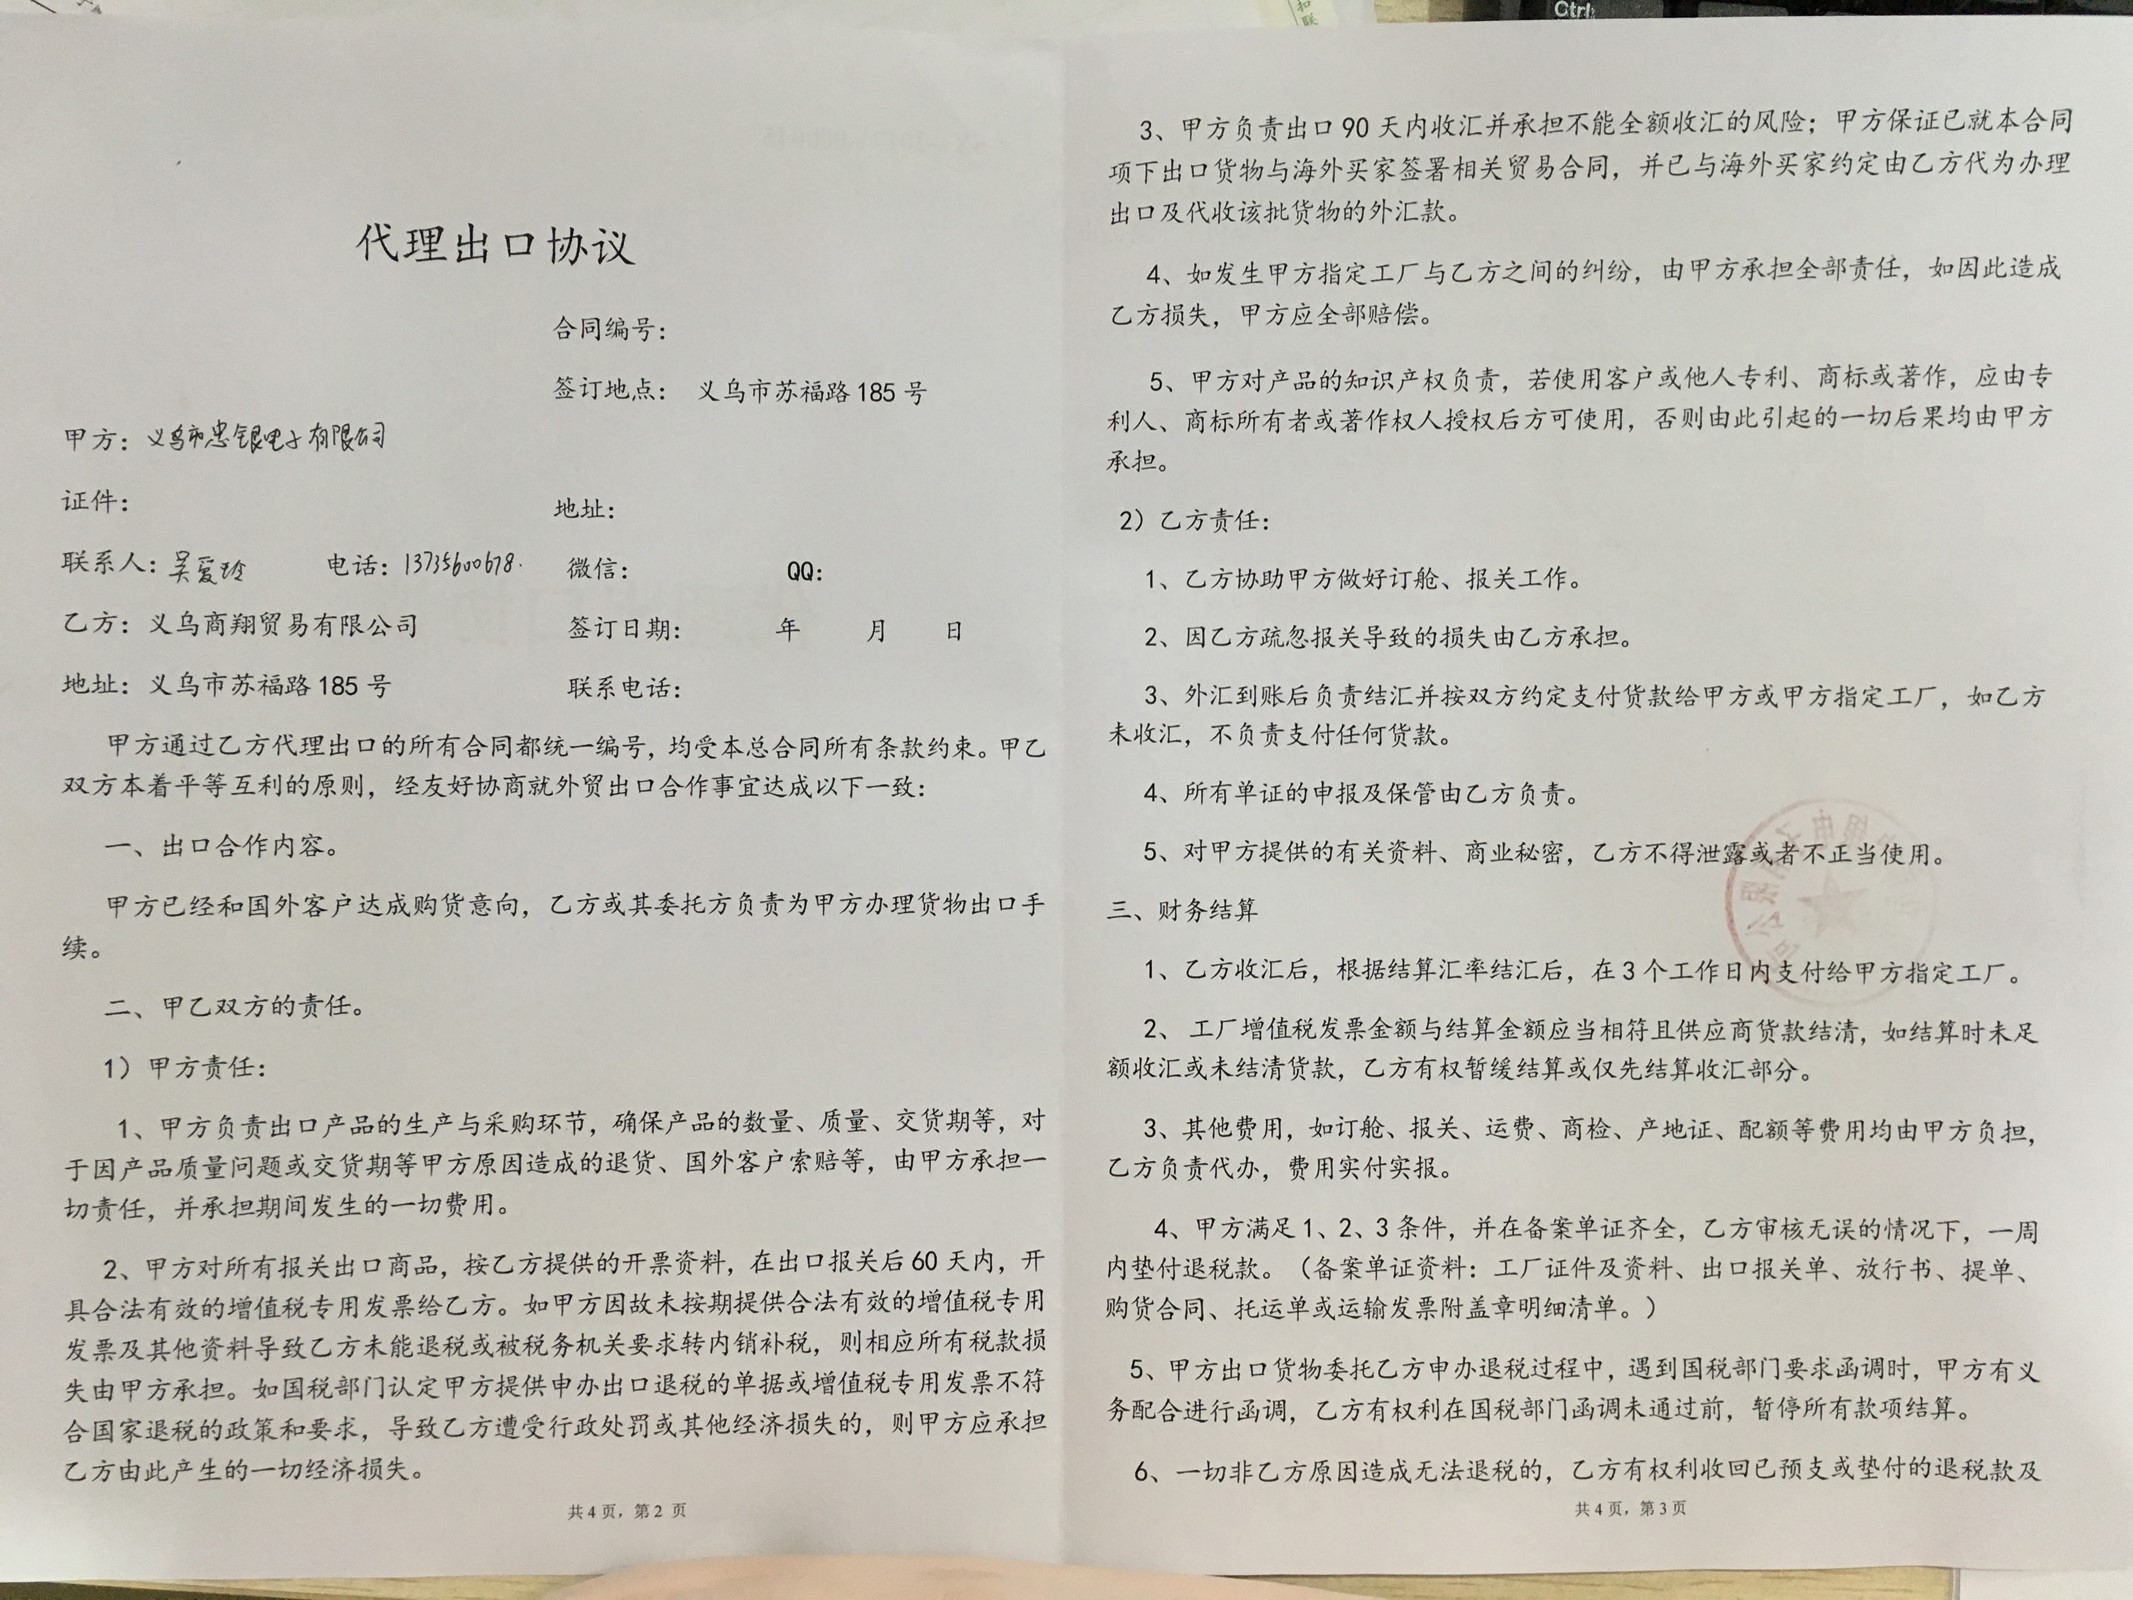 代理出口协议
合同编号：
签订地点： 义乌市苏福路185号
甲方：义乌市忠银电子有限公司
证件：
地址：
联系人：吴爱玲 电话：13735600678. 微信： QQ：
乙方：义乌商翔贸易有限公司 签订日期： 年 月 日
地址：义乌市苏福路185号 联系电话：
甲方通过乙方代理出口的所有合同都统一编号，均受本总合同所有条款约束。甲乙
双方本着平等互利的原则，经友好协商就外贸出口合作事宜达成以下一致：
一、出口合作内容。
甲方已经和国外客户达成购货意向，乙方或其委托方负责为甲方办理货物出口手
续。
二、甲乙双方的责任。
1）甲方责任：
1、甲方负责出口产品的生产与采购环节，确保产品的数量、质量、交货期等，对
于因产品质量问题或交货期等甲方原因造成的退货、国外客户索赔等，由甲方承担一
切责任，并承担期间发生的一切费用。
2、甲方对所有报关出口商品，按乙方提供的开票资料，在出口报关后60天内，开
具合法有效的增值税专用发票给乙方。如甲方因故未按期提供合法有效的增值税专用
发票及其他资料导致乙方未能退税或被税务机关要求转内销补税，则相应所有税款损
失由甲方承担。如国税部门认定甲方提供申办出口退税的单据或增值税专用发票不符
合国家退税的政策和要求，导致乙方遭受行政处罚或其他经济损失的，则甲方应承担
乙方由此产生的一切经济损失。
共4页，第2 页
3、甲方负责出口90天内收汇并承担不能全额收汇的风险；甲方保证已就本合同
项下出口货物与海外买家签署相关贸易合同，并已与海外买家约定由乙方代为办理
出口及代收该批货物的外汇款。
4、如发生甲方指定工厂与乙方之间的纠纷，由甲方承担全部责任，如因此造成
乙方损失，甲方应全部赔偿。
5、甲方对产品的知识产权负责，若使用客户或他人专利、商标或著作，应由专
利人、商标所有者或著作权人授权后方可使用，否则由此引起的一切后果均由甲方
承担。
2）乙方责任：
1、乙方协助甲方做好订舱、报关工作。
2、因乙方疏忽报关导致的损失由乙方承担。
3、外汇到账后负责结汇并按双方约定支付货款给甲方或甲方指定工厂，如乙方
未收汇，不负责支付任何货款。
4、所有单证的申报及保管由乙方负责。
5、对甲方提供的有关资料、商业秘密，乙方不得泄露或者不正当使用。
三、财务结算
1、乙方收汇后，根据结算汇率结汇后，在3个工作日内支付给甲方指定工厂。
2、 工厂增值税发票金额与结算金额应当相符且供应商货款结清，如结算时未足
额收汇或未结清货款，乙方有权暂缓结算或仅先结算收汇部分。
3、其他费用，如订舱、报关、运费、商检、产地证、配额等费用均由甲方负担，
乙方负责代办，费用实付实报。
4、甲方满足1、2、3条件，并在备案单证齐全，乙方审核无误的情况下，一周
内垫付退税款。（备案单证资料：工厂证件及资料、出口报关单、放行书、提单、
购货合同、托运单或运输发票附盖章明细清单。）
5、甲方出口货物委托乙方申办退税过程中，遇到国税部门要求函调时，甲方有义
务配合进行函调，乙方有权利在国税部门函调未通过前，暂停所有款项结算。
6、一切非乙方原因造成无法退税的，乙方有权利收回已预支或垫付的退税款及
共4页，第3页
Ctrl
扣
联